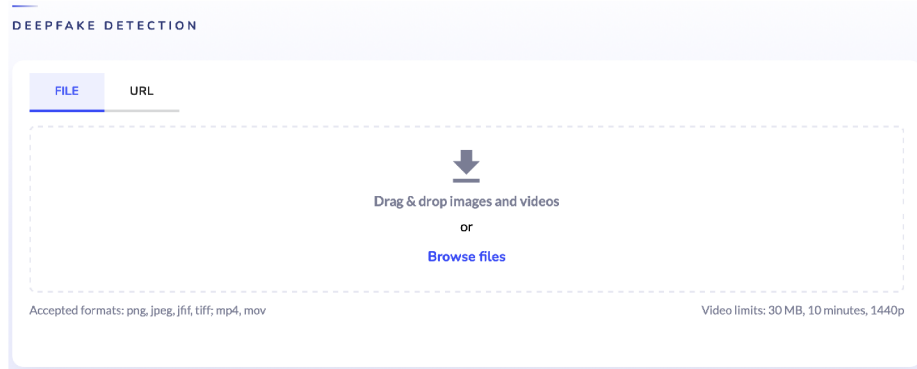 DEEPFAKE DETECTION
FILE URL
Drag & drop images and videos
or
Browse files
Accepted formats: png, jpeg, jfif, tiff; mp4, mov Video limits: 30 MB, 10 minutes, 1440p